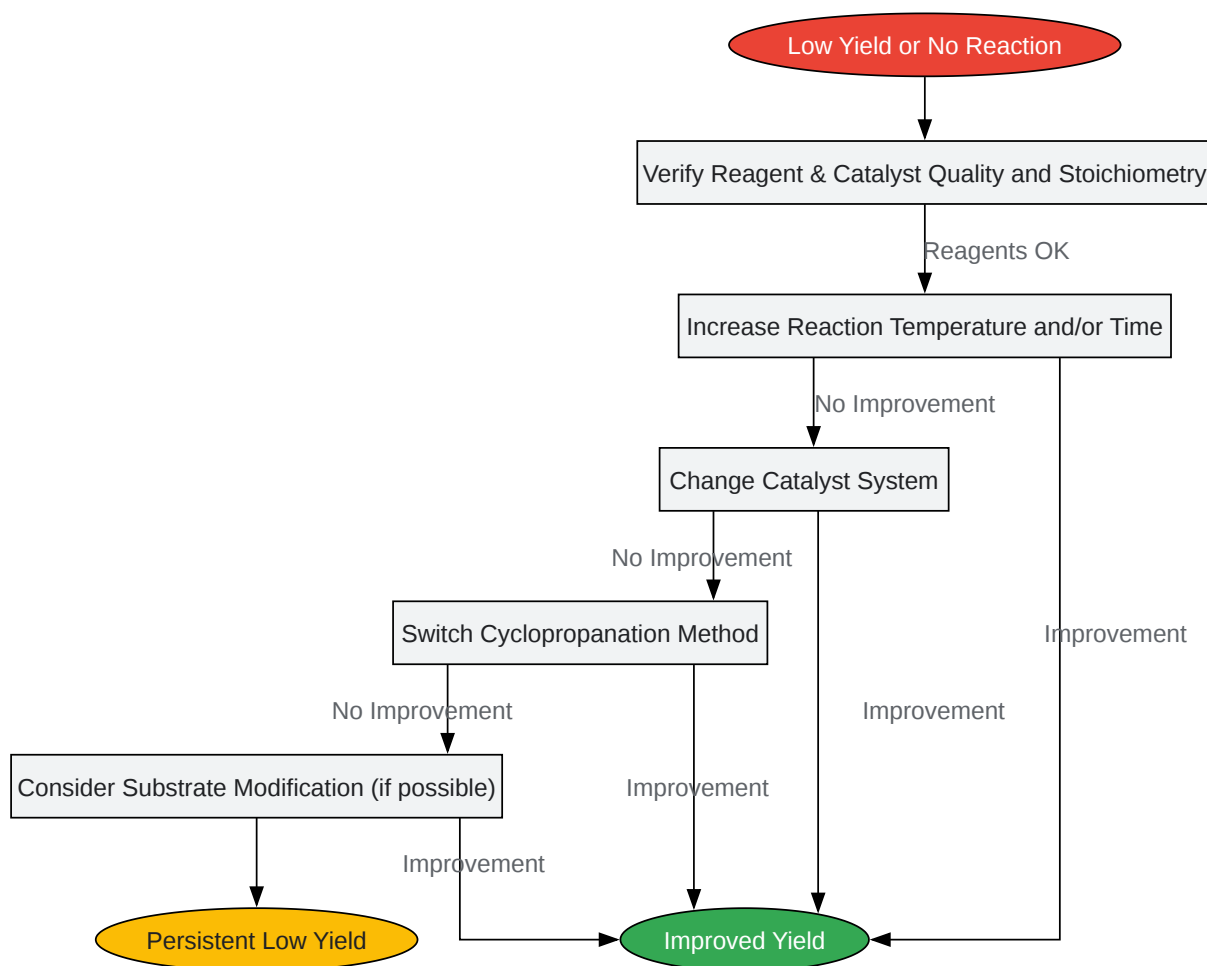 Low Yield or No Reaction
Verify Reagent & Catalyst Quality and Stoichiometry
Reagents OK
Increase Reaction Temperature and/or Time
No Improvement
Change Catalyst System
No Improvement
Switch Cyclopropanation Method
Improvement
No Improvement
Improvement
Consider Substrate Modification (if possible)
Improvement
Improvement
Persistent Low Yield
Improved Yield